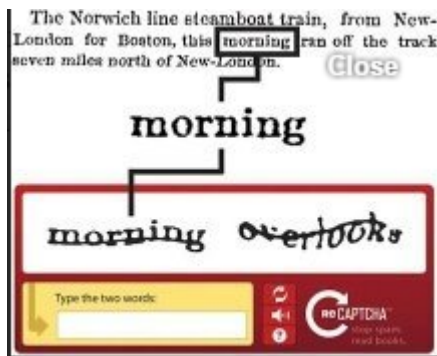 The Norwich line steamboat train, from New-
London for Boston, this morning ran off the track
seven miles north of New-London.
Close
morning
morning overlooks
Type the two words:
reCAPTCHA™
stop spam.
read books.